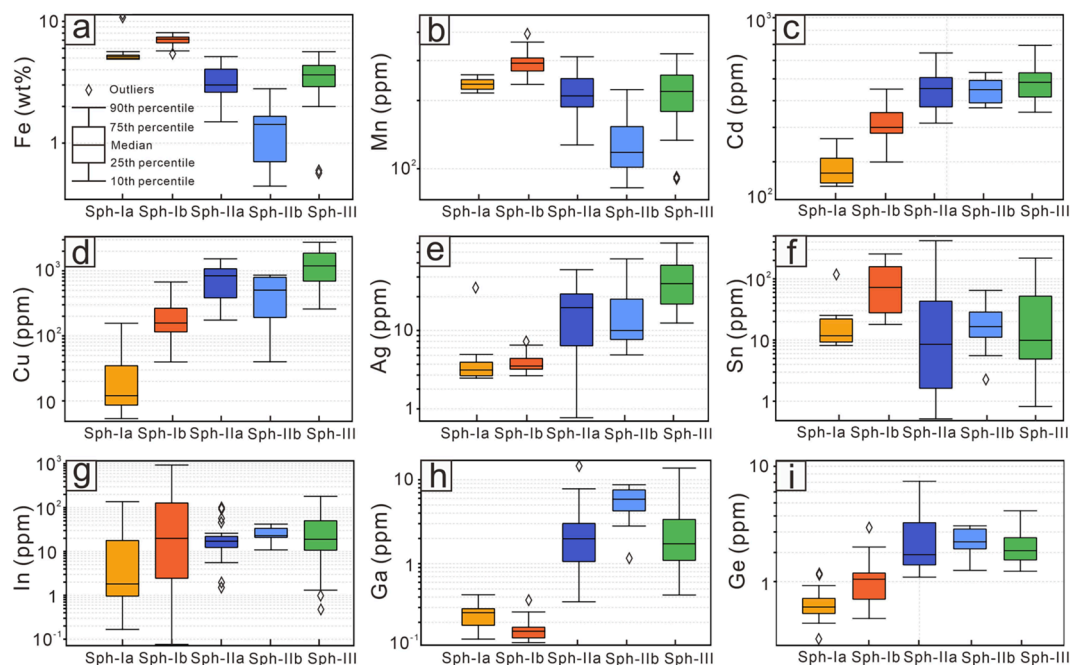 a
Fe (wt%)
10
1
Outliers
90th percentile
75th percentile
Median
25th percentile
10th percentile
Sph-Ia Sph-Ib Sph-IIa Sph-IIb Sph-III
b
Mn (ppm)
10²
Sph-Ia Sph-Ib Sph-IIa Sph-IIb Sph-III
c
Cd (ppm)
10³
10²
Sph-Ia Sph-Ib Sph-IIa Sph-IIb Sph-III
d
Cu (ppm)
10³
10²
10
Sph-Ia Sph-Ib Sph-IIa Sph-IIb Sph-III
e
Ag (ppm)
10
1
Sph-Ia Sph-Ib Sph-IIa Sph-IIb Sph-III
f
Sn (ppm)
10²
10
1
Sph-Ia Sph-Ib Sph-IIa Sph-IIb Sph-III
g
In (ppm)
10³
10²
10
1
10⁻¹
Sph-Ia Sph-Ib Sph-IIa Sph-IIb Sph-III
h
Ga (ppm)
10
1
10⁻¹
Sph-Ia Sph-Ib Sph-IIa Sph-IIb Sph-III
i
Ge (ppm)
10
1
Sph-Ia Sph-Ib Sph-IIa Sph-IIb Sph-III